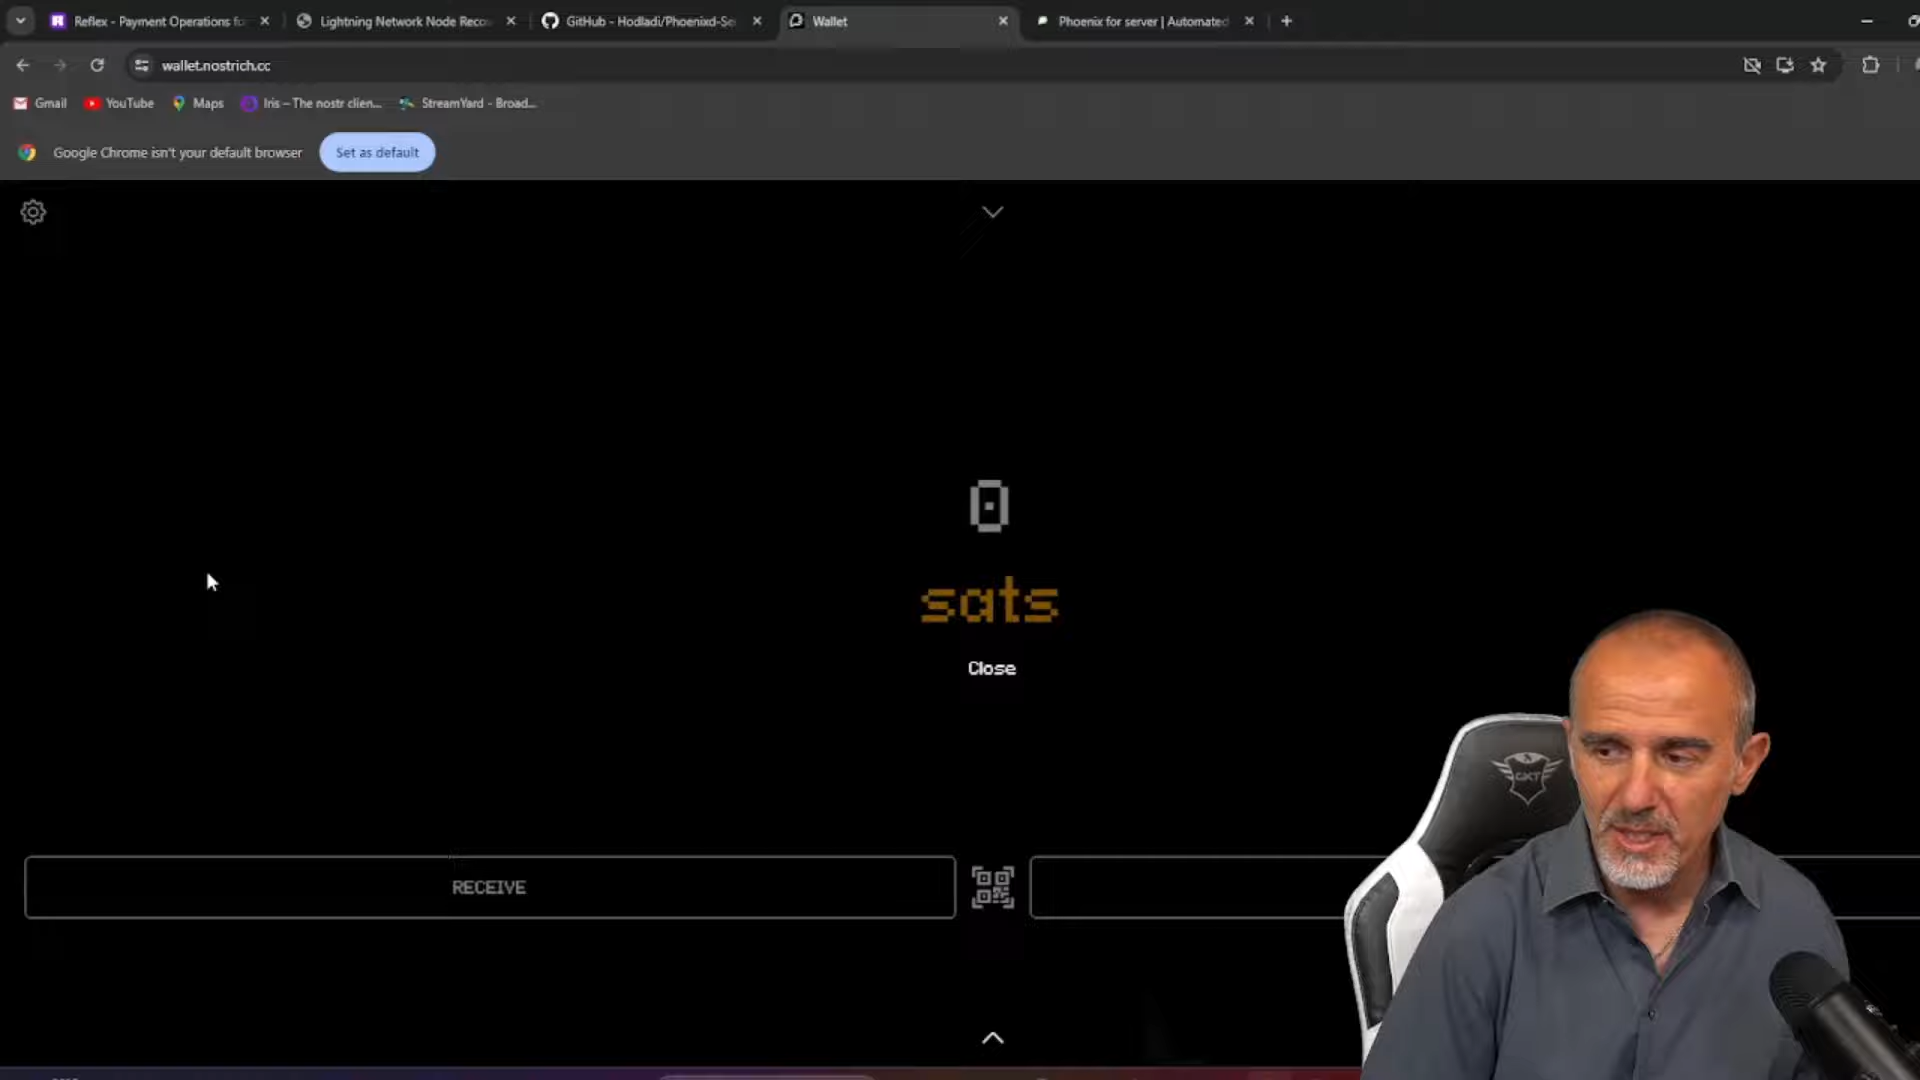 Reflex - Payment Operations fo
Lightning Network Node Reco
GitHub - Hodladi/Phoenixd-Se
Wallet
Phoenix for server | Automated
wallet.nostrich.cc
Gmail
YouTube
Maps
Iris – The nostr clien...
StreamYard - Broad...
Google Chrome isn't your default browser
Set as default
0
sats
Close
GXT
RECEIVE